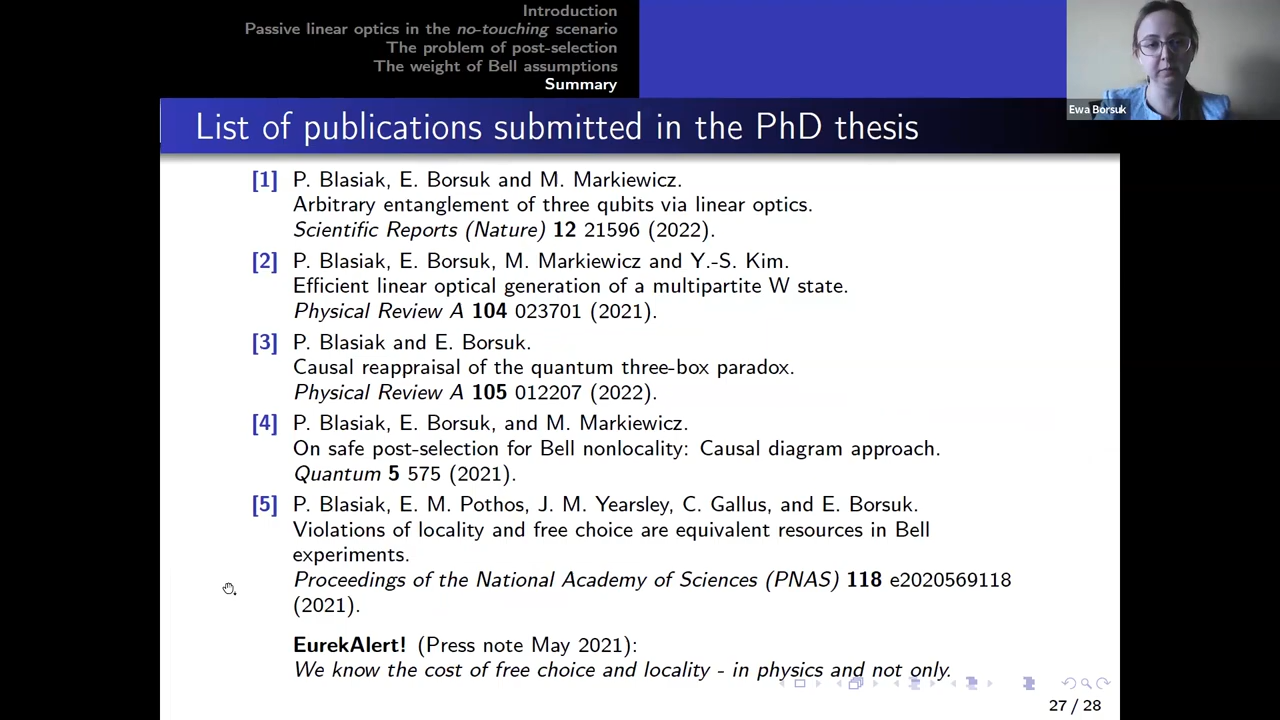 Introduction
Passive linear optics in the no-touching scenario
The problem of post-selection
The weight of Bell assumptions
Summary
Ewa Borsuk
List of publications submitted in the PhD thesis
[1] P. Blasiak, E. Borsuk and M. Markiewicz.
Arbitrary entanglement of three qubits via linear optics.
Scientific Reports (Nature) 12 21596 (2022).
[2] P. Blasiak, E. Borsuk, M. Markiewicz and Y.-S. Kim.
Efficient linear optical generation of a multipartite W state.
Physical Review A 104 023701 (2021).
[3] P. Blasiak and E. Borsuk.
Causal reappraisal of the quantum three-box paradox.
Physical Review A 105 012207 (2022).
[4] P. Blasiak, E. Borsuk, and M. Markiewicz.
On safe post-selection for Bell nonlocality: Causal diagram approach.
Quantum 5 575 (2021).
[5] P. Blasiak, E. M. Pothos, J. M. Yearsley, C. Gallus, and E. Borsuk.
Violations of locality and free choice are equivalent resources in Bell
experiments.
Proceedings of the National Academy of Sciences (PNAS) 118 e2020569118
(2021).
EurekAlert! (Press note May 2021):
We know the cost of free choice and locality - in physics and not only.
27 / 28